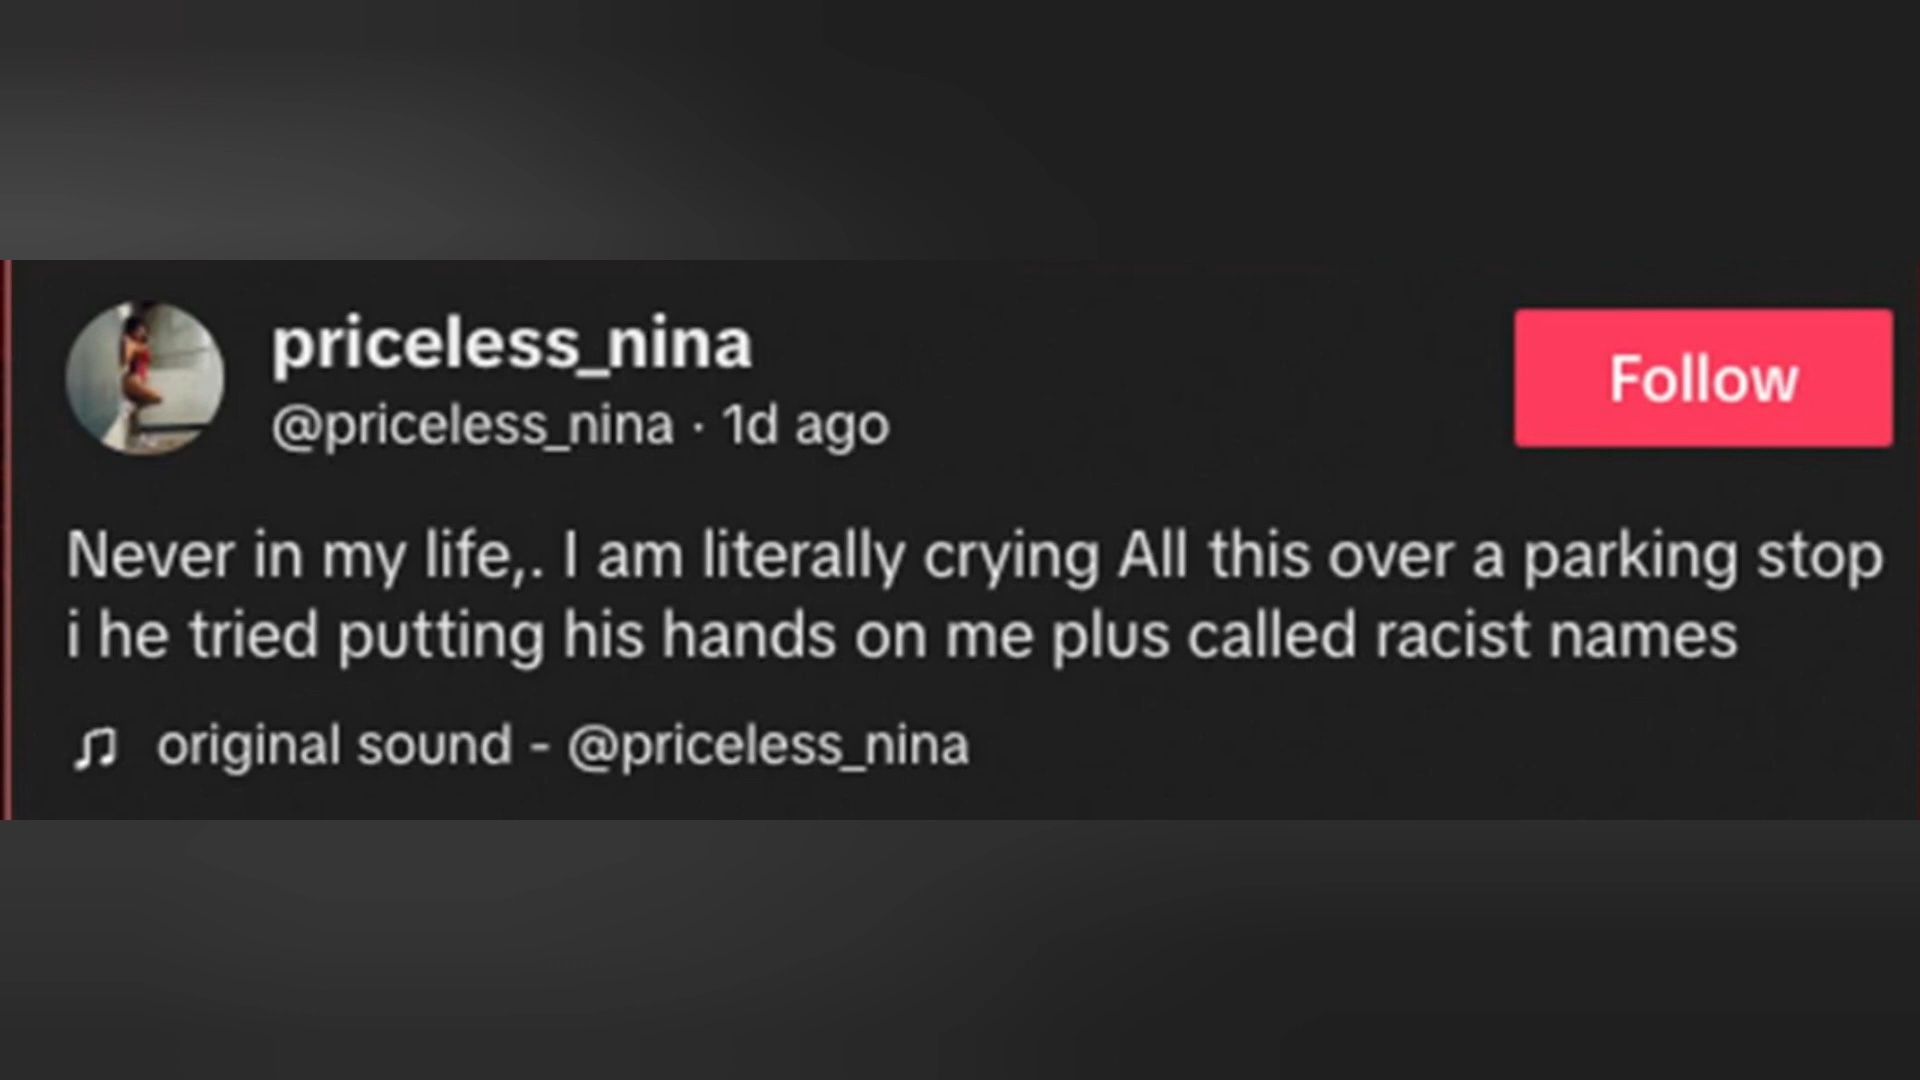 priceless_nina
@priceless_nina · 1d ago
Follow
Never in my life,. I am literally crying All this over a parking stop
i he tried putting his hands on me plus called racist names
original sound - @priceless_nina